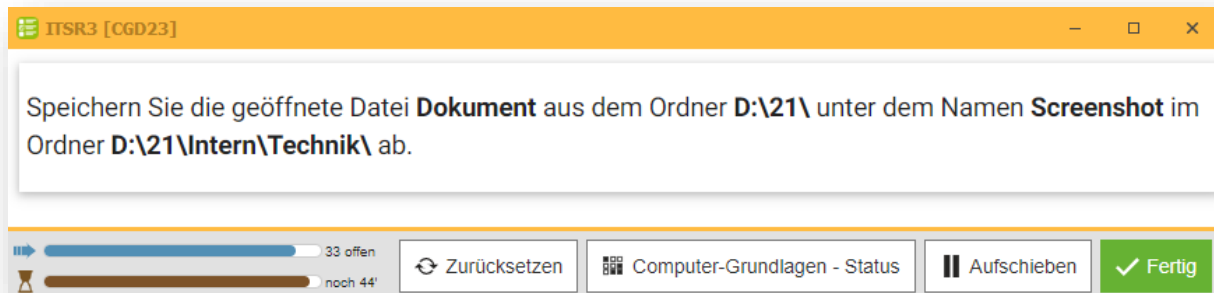 ITSR3 [CGD23]
Speichern Sie die geöffnete Datei Dokument aus dem Ordner D:\21\ unter dem Namen Screenshot im
Ordner D:\21\Intern\Technik\ ab.
33 offen
noch 44'
Zurücksetzen
Computer-Grundlagen - Status
Aufschieben
Fertig